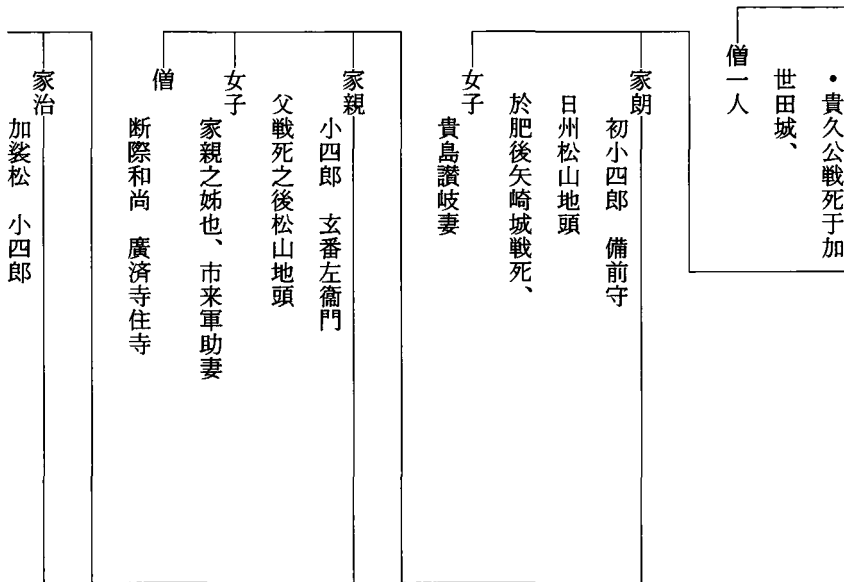 ・貴久公戦死于加
世田城、
僧一人
家朗
初小四郎　備前守
日州松山地頭
於肥後矢崎城戦死、
女子
貴島讃岐妻
家親
小四郎　玄番左衞門
父戦死之後松山地頭
女子
家親之姊也、市来軍助妻
僧
断際和尚　廣済寺住寺
家治
加裟松　小四郎